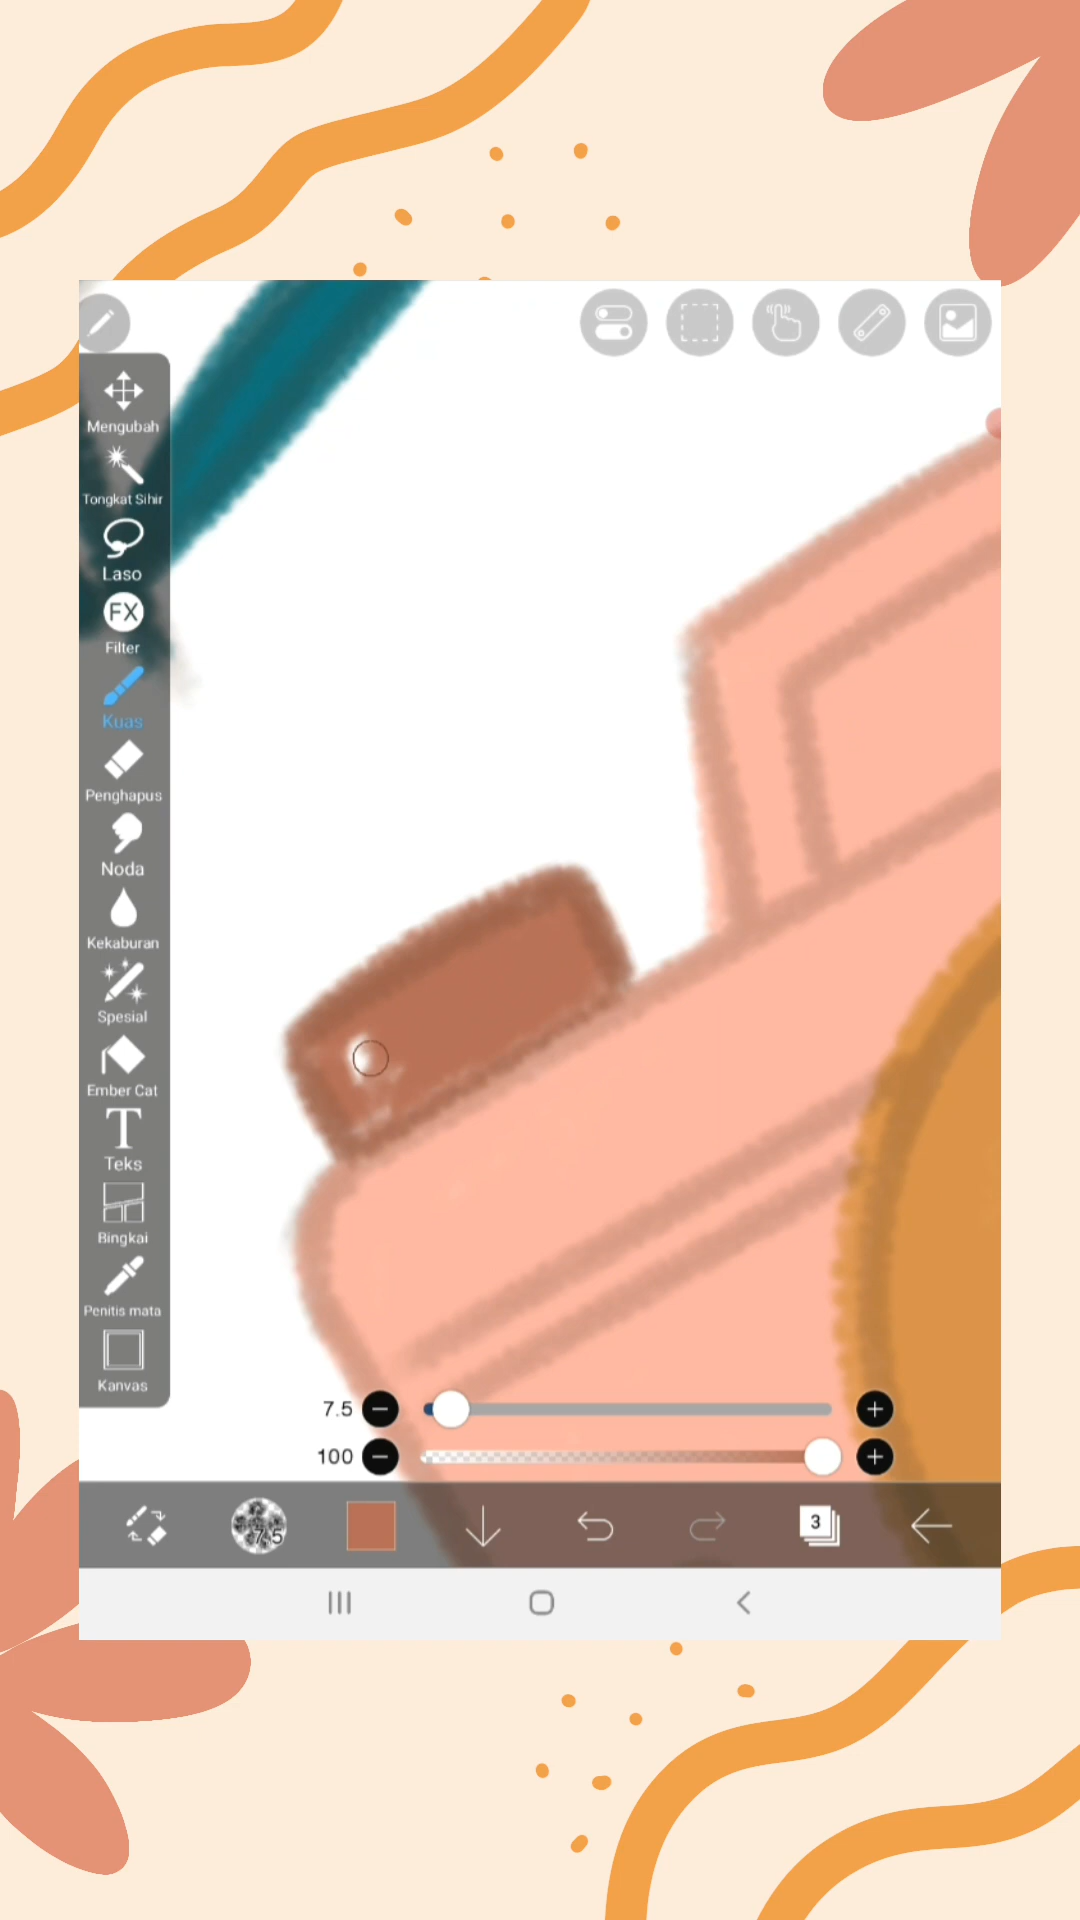 Mengubah
Tongkat Sihir
Laso
FX
Filter
Kuas
Penghapus
Noda
Kekaburan
Spesial
Ember Cat
T
Teks
Bingkai
Penitis mata
Kanvas
7.5
100
7.5
3